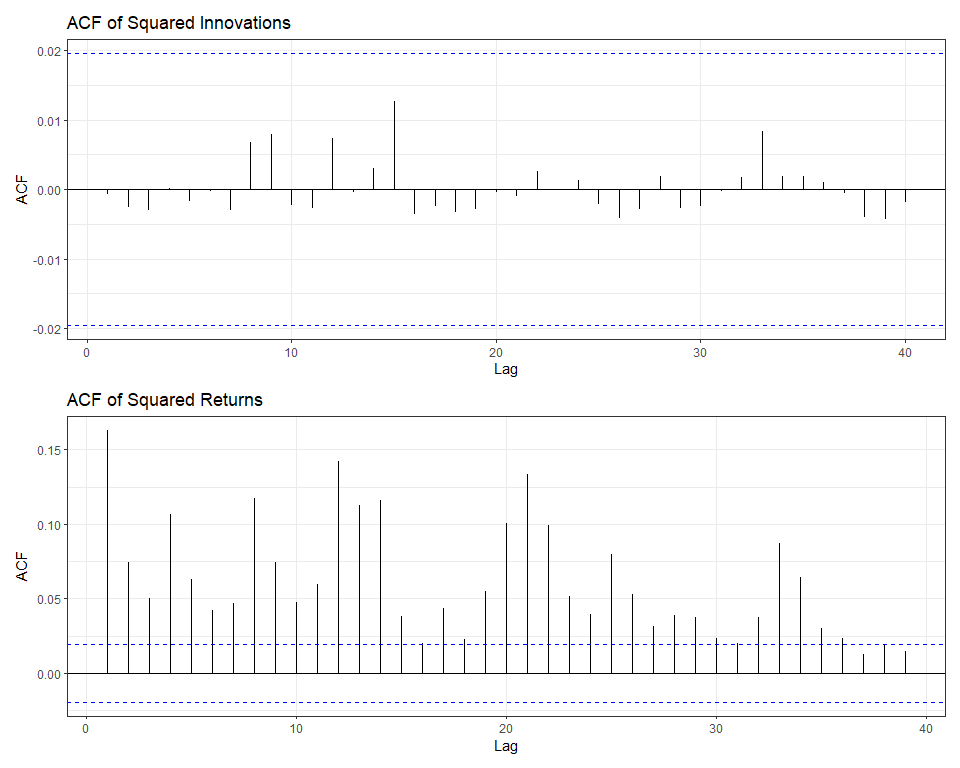 ACF of Squared Innovations
0.02
0.01
0.00
-0.01
-0.02
ACF
0 10 20 30 40
Lag
ACF of Squared Returns
0.15
0.10
0.05
0.00
ACF
0 10 20 30 40
Lag